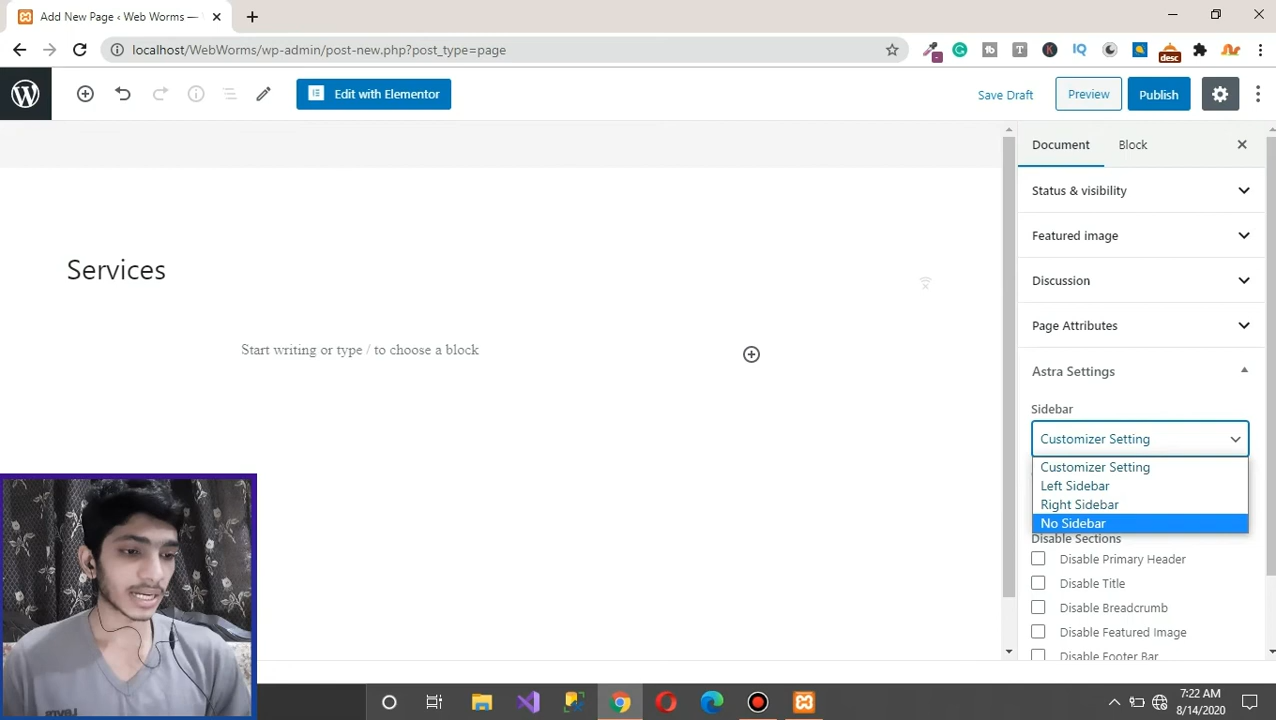 Add New Page ‹ Web Worms —
localhost/WebWorms/wp-admin/post-new.php?post_type=page
IQ
desc
Edit with Elementor
Save Draft
Preview
Publish
Document
Block
Status & visibility
Featured image
Discussion
Page Attributes
Astra Settings
Sidebar
Customizer Setting
Customizer Setting
Left Sidebar
Right Sidebar
No Sidebar
Disable Sections
Disable Primary Header
Disable Title
Disable Breadcrumb
Disable Featured Image
Disable Footer Bar
Services
Start writing or type / to choose a block
7:22 AM
8/14/2020